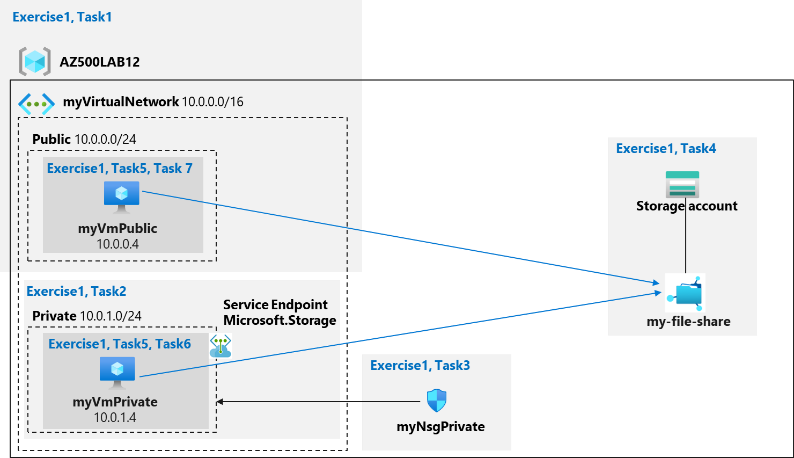 Exercise1, Task1
AZ500LAB12
myVirtualNetwork 10.0.0.0/16
Public 10.0.0.0/24
Exercise1, Task5, Task 7
myVmPublic
10.0.0.4
Exercise1, Task2
Service Endpoint
Microsoft.Storage
Private 10.0.1.0/24
Exercise1, Task5, Task6
myVmPrivate
10.0.1.4
Exercise1, Task3
myNsgPrivate
Exercise1, Task4
Storage account
my-file-share